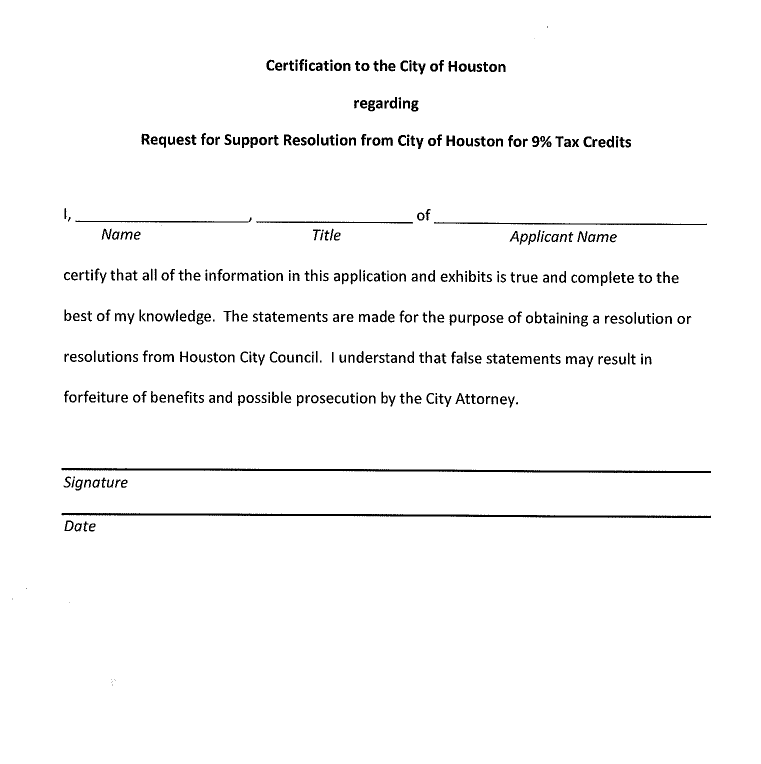 Certification to the City of Houston
regarding
Request for Support Resolution from City of Houston for 9% Tax Credits
I, ____________________, __________________ of ________________________________
Name Title Applicant Name
certify that all of the information in this application and exhibits is true and complete to the
best of my knowledge. The statements are made for the purpose of obtaining a resolution or
resolutions from Houston City Council. I understand that false statements may result in
forfeiture of benefits and possible prosecution by the City Attorney.
Signature
Date